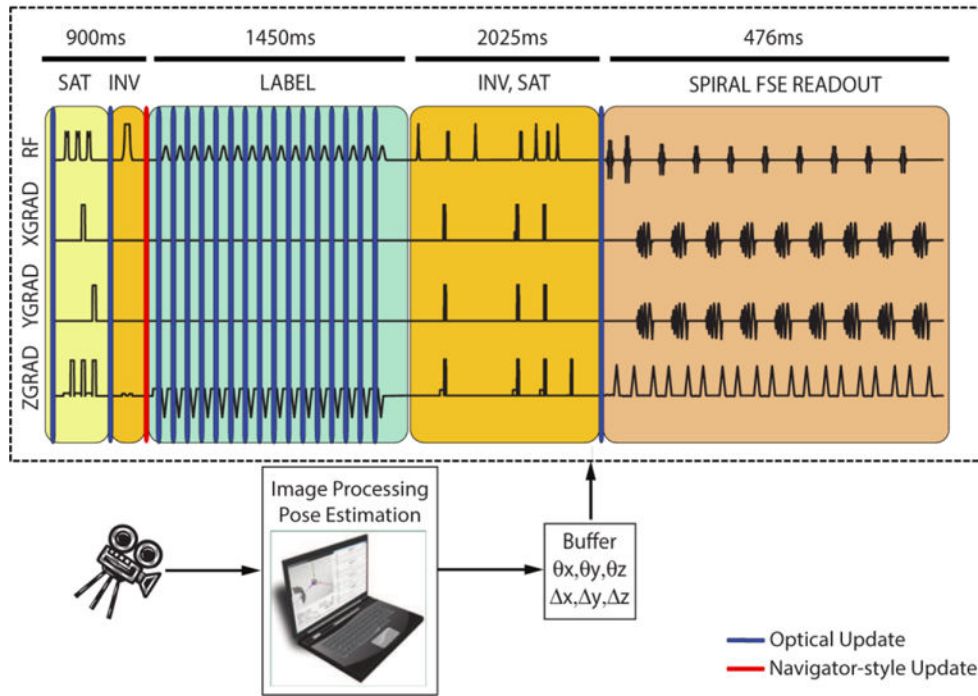 900ms 1450ms 2025ms 476ms
SAT INV LABEL INV, SAT SPIRAL FSE READOUT
RF
XGRAD
YGRAD
ZGRAD
Image Processing
Pose Estimation
Buffer
θx,θy,θz
Δx,Δy,Δz
Optical Update
Navigator-style Update